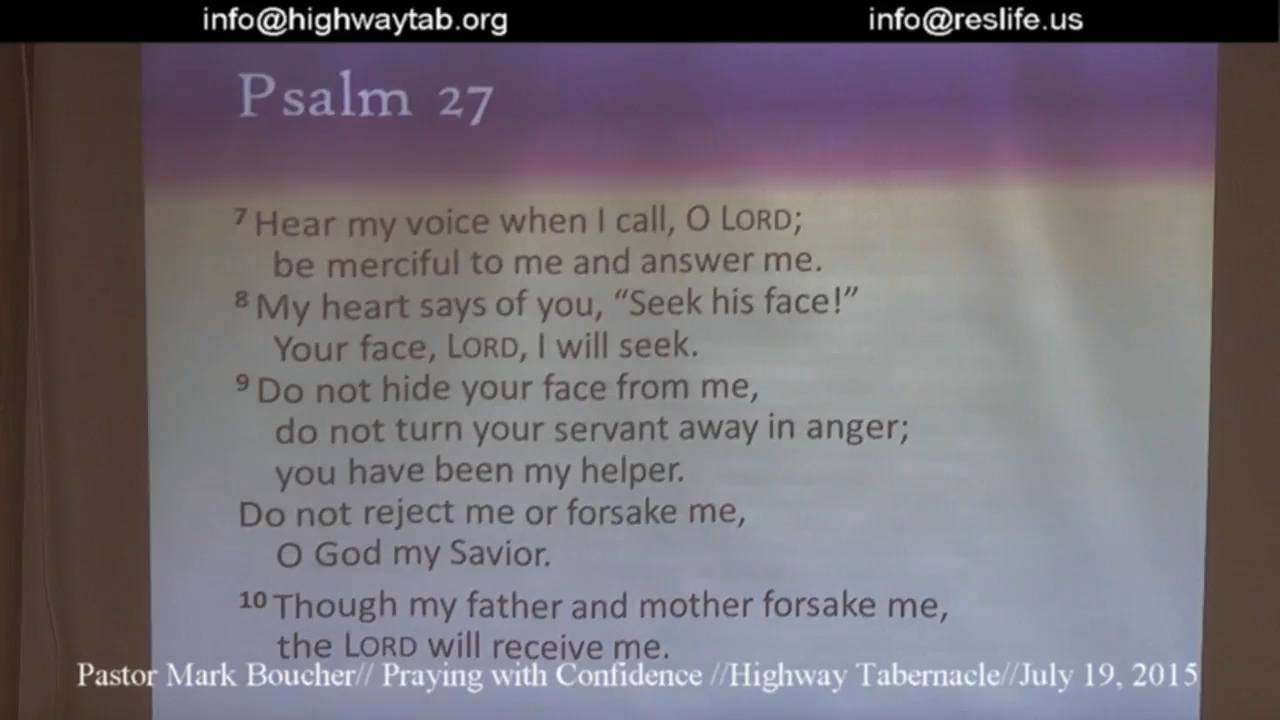 info@highwaytab.org info@reslife.us
Psalm 27
7 Hear my voice when I call, O LORD;
be merciful to me and answer me.
8 My heart says of you, “Seek his face!”
Your face, LORD, I will seek.
9 Do not hide your face from me,
do not turn your servant away in anger;
you have been my helper.
Do not reject me or forsake me,
O God my Savior.
10 Though my father and mother forsake me,
the LORD will receive me.
Pastor Mark Boucher// Praying with Confidence //Highway Tabernacle//July 19, 2015